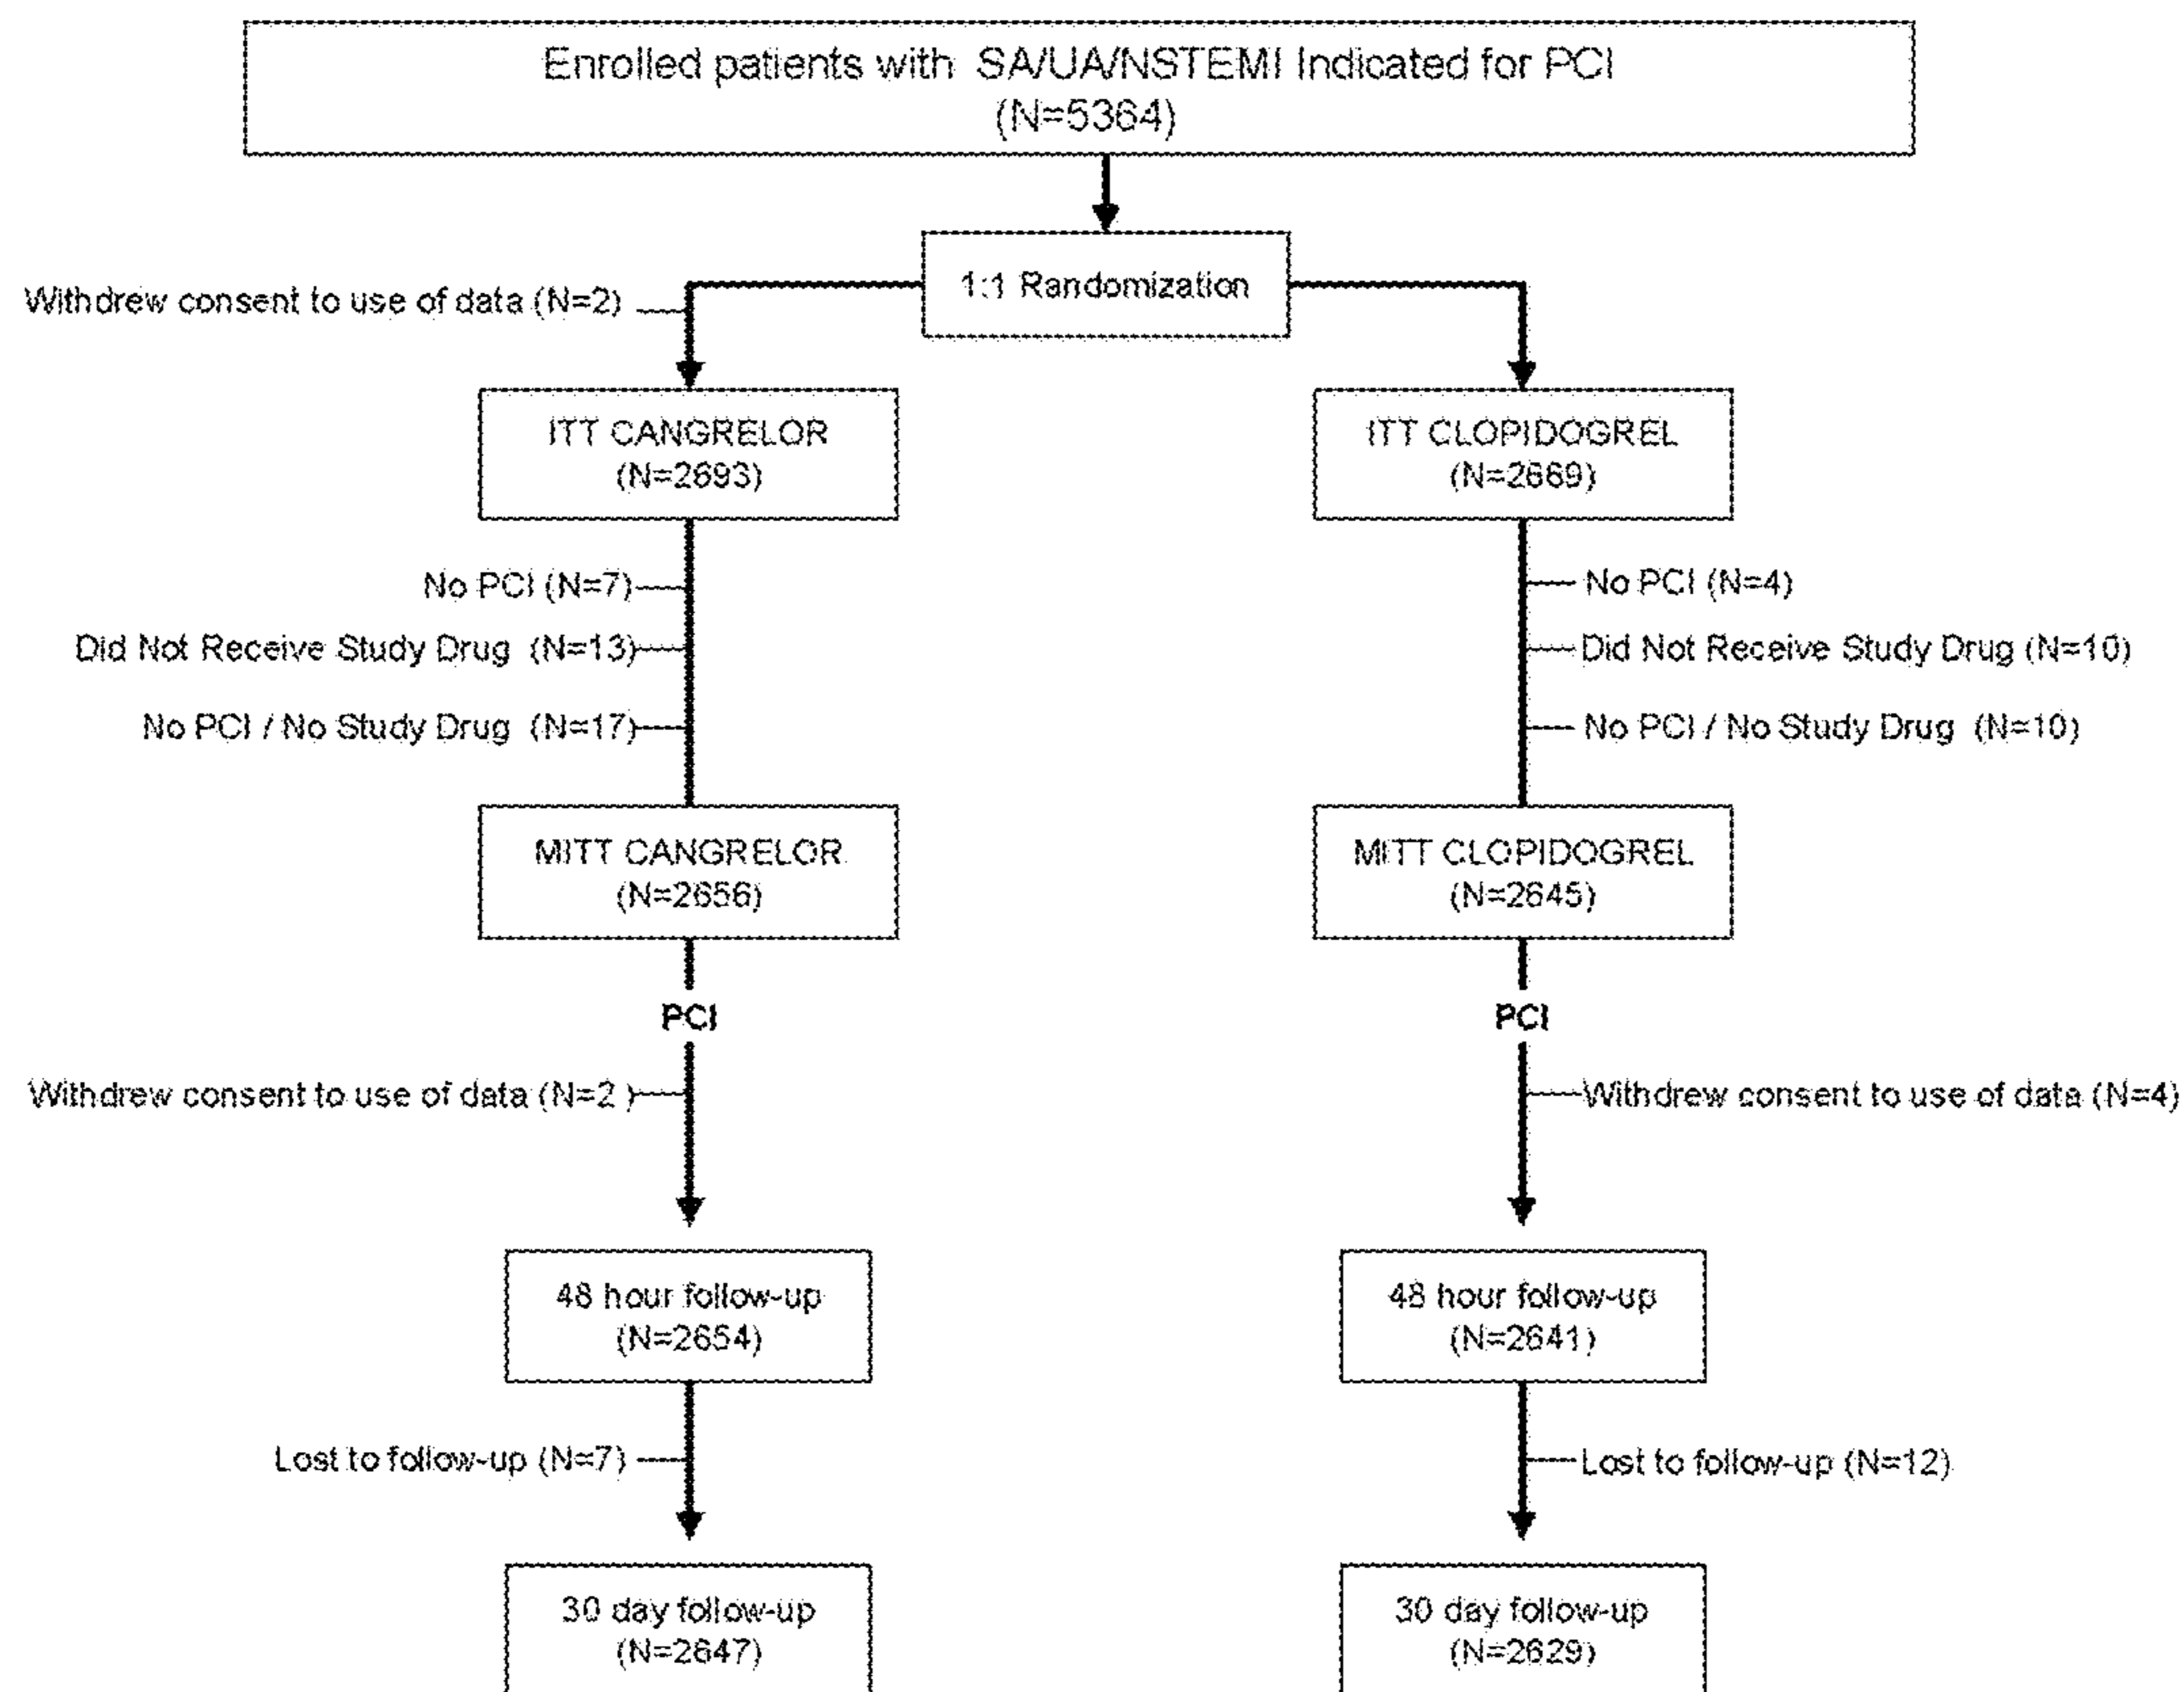 Enrolled patients with SA/UA/NSTEMI Indicated for PCI
(N=5364)
1:1 Randomization
Withdrew consent to use of data (N=2)
ITT CANGRELOR
(N=2693)
ITT CLOPIDOGREL
(N=2669)
No PCI (N=7)
No PCI (N=4)
Did Not Receive Study Drug (N=13)
Did Not Receive Study Drug (N=10)
No PCI / No Study Drug (N=17)
No PCI / No Study Drug (N=10)
MITT CANGRELOR
(N=2656)
MITT CLOPIDOGREL
(N=2645)
PCI
PCI
Withdrew consent to use of data (N=2 )
Withdrew consent to use of data (N=4)
48 hour follow-up
(N=2654)
48 hour follow-up
(N=2641)
Lost to follow-up (N=7)
Lost to follow-up (N=12)
30 day follow-up
(N=2647)
30 day follow-up
(N=2629)